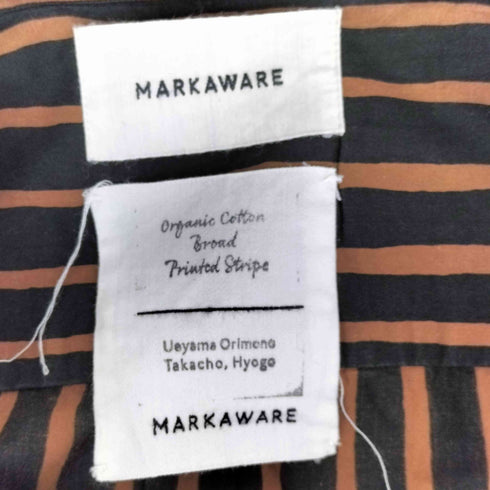 MARKAWARE
Organic Cotton
Broad
Printed Stripe
Ueyama Orimono
Takacho, Hyogo
MARKAWARE